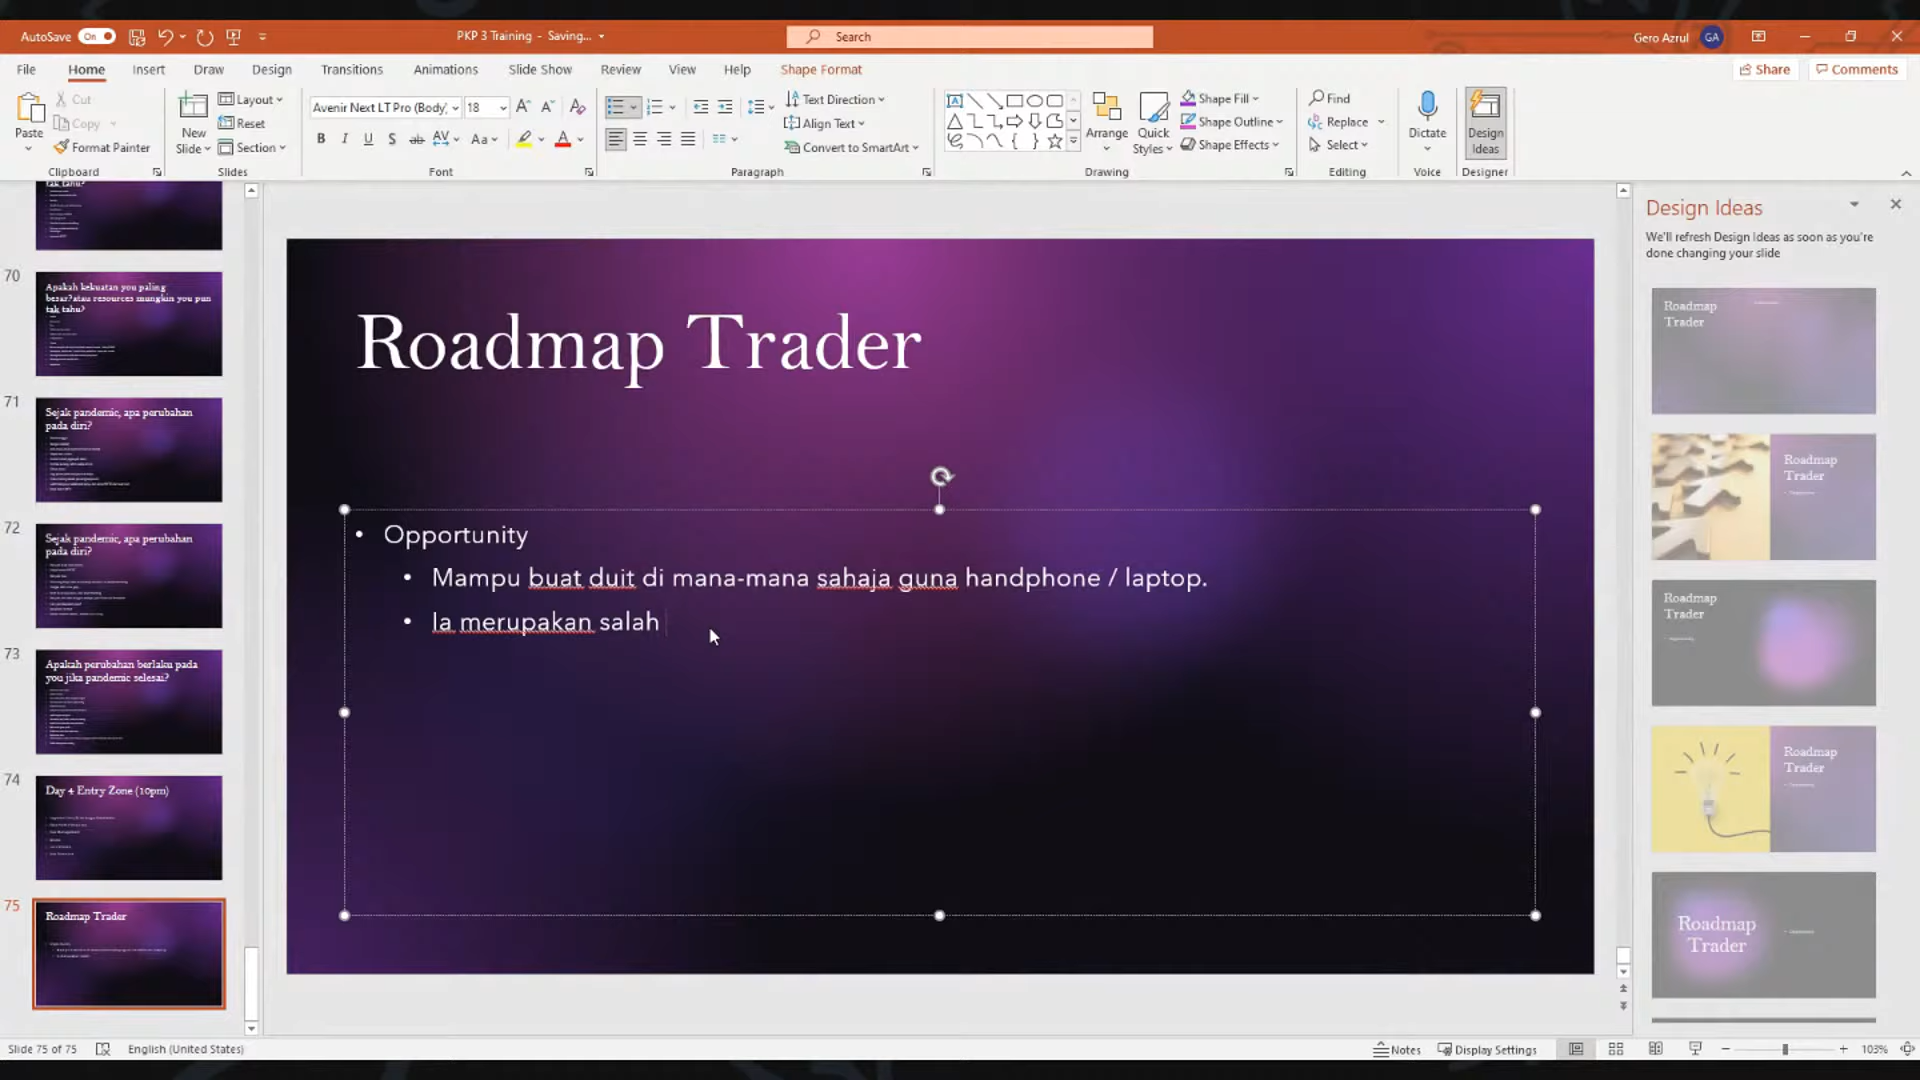 AutoSave On
PKP 3 Training - Saving...
Search
Gero Azrul GA
File Home Insert Draw Design Transitions Animations Slide Show Review View Help Shape Format
Share Comments
Paste
Cut
Copy
Format Painter
Clipboard
New Slide
Layout
Reset
Section
Slides
Avenir Next LT Pro (Body) 18
Font
Text Direction
Align Text
Convert to SmartArt
Paragraph
Arrange
Quick Styles
Shape Fill
Shape Outline
Shape Effects
Drawing
Find
Replace
Select
Editing
Dictate
Voice
Design Ideas
Designer
tak tahu?
70
Apakah kekuatan you paling
besar?atau resources mungkin you pun
tak tahu?
71
Sejak pandemic, apa perubahan
pada diri?
72
Sejak pandemic, apa perubahan
pada diri?
73
Apakah perubahan berlaku pada
you jika pandemic selesai?
74
Day 4 Entry Zone (10pm)
75
Roadmap Trader
Roadmap Trader
• Opportunity
• Mampu buat duit di mana-mana sahaja guna handphone / laptop.
• Ia merupakan salah
Design Ideas
We'll refresh Design Ideas as soon as you're
done changing your slide
Roadmap
Trader
Roadmap
Trader
Roadmap
Trader
Roadmap
Trader
Roadmap
Trader
Slide 75 of 75
English (United States)
Notes
Display Settings
103%